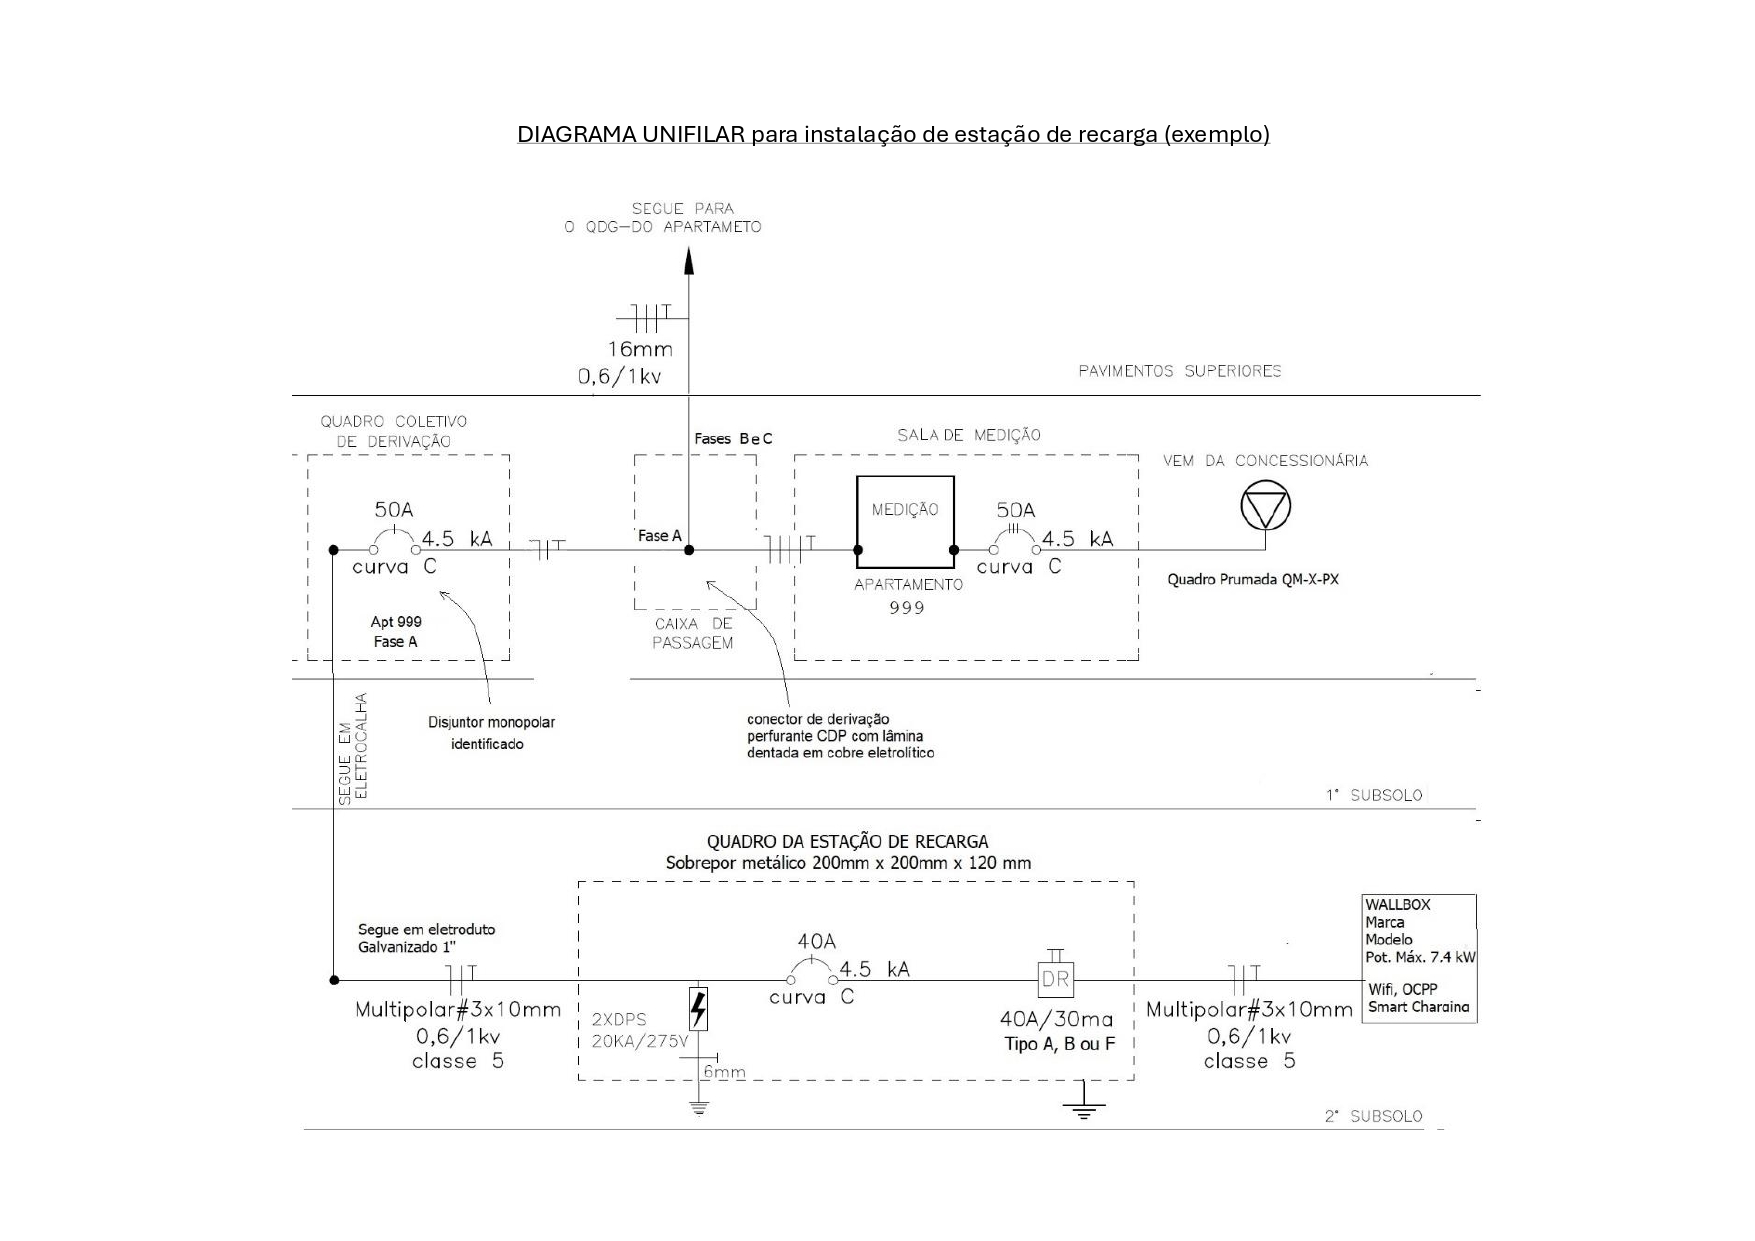 DIAGRAMA UNIFILAR para instalação de estação de recarga (exemplo)
SEGUE PARA
O QDG-DO APARTAMETO
16mm
0,6/1kv
PAVIMENTOS SUPERIORES
QUADRO COLETIVO
DE DERIVAÇÃO
Fases B e C
SALA DE MEDIÇÃO
VEM DA CONCESSIONÁRIA
50A
4.5 kA
curva C
Apt 999
Fase A
Fase A
CAIXA DE
PASSAGEM
MEDIÇÃO
APARTAMENTO
999
50A
4.5 kA
curva C
Quadro Prumada QM-X-PX
SEGUE EM
ELETROCALHA
Disjuntor monopolar
identificado
conector de derivação
perfurante CDP com lâmina
dentada em cobre eletrolítico
1° SUBSOLO
QUADRO DA ESTAÇÃO DE RECARGA
Sobrepor metálico 200mm x 200mm x 120 mm
Segue em eletroduto
Galvanizado 1"
Multipolar#3x10mm
0,6/1kv
classe 5
2XDPS
20KA/275V
6mm
40A
4.5 kA
curva C
DR
40A/30ma
Tipo A, B ou F
Multipolar#3x10mm
0,6/1kv
classe 5
WALLBOX
Marca
Modelo
Pot. Máx. 7.4 kW
Wifi, OCPP
Smart Charging
2° SUBSOLO